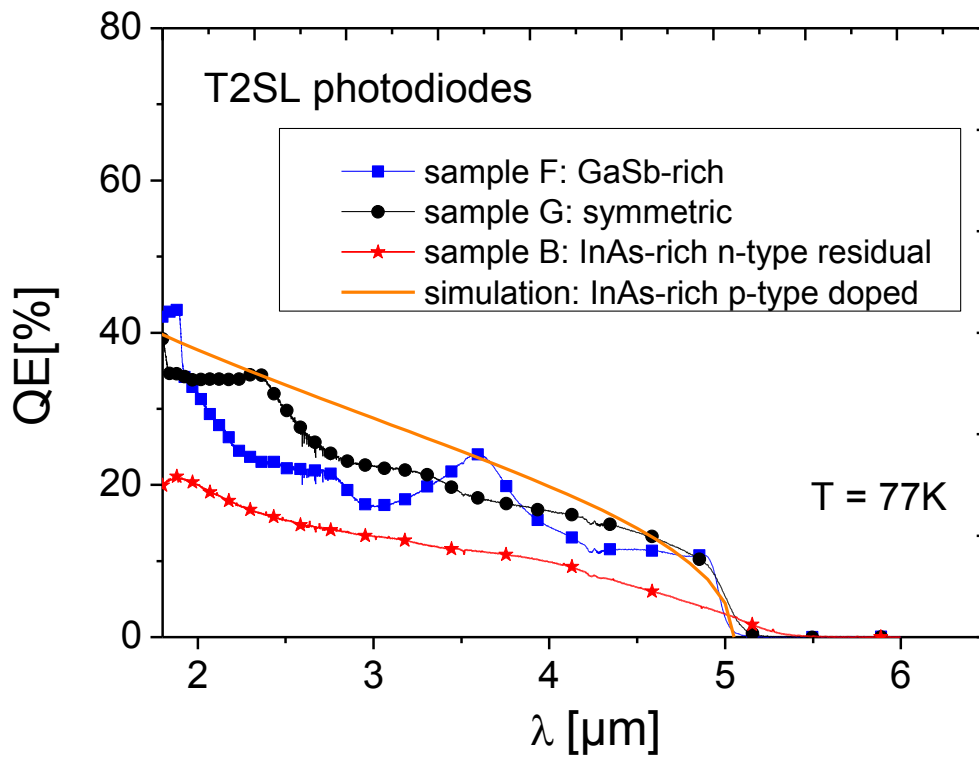 80
T2SL photodiodes
sample F: GaSb-rich
60
sample G: symmetric
sample B: InAs-rich n-type residual
simulation: InAs-rich p-type doped
40
QE[%]
20
T = 77K
0
2 3 4 5 6
λ [µm]